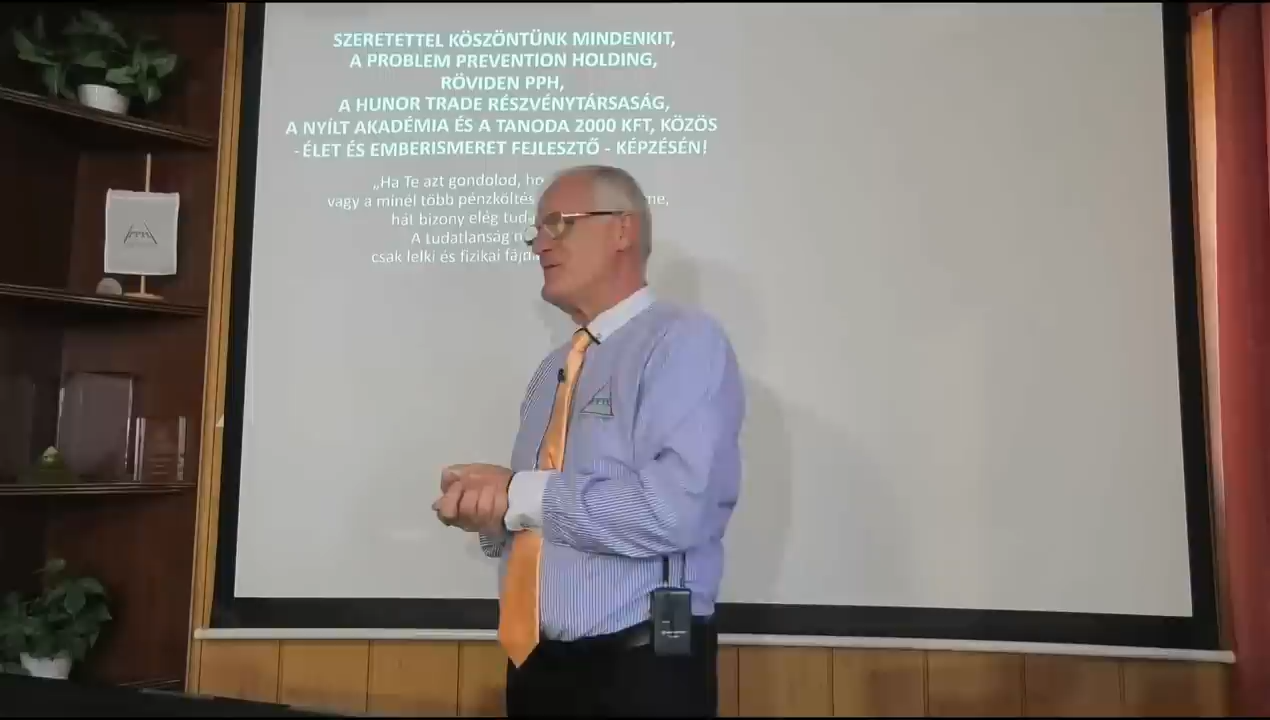 SZERETETTEL KÖSZÖNTÜNK MINDENKIT,
A PROBLEM PREVENTION HOLDING,
RÖVIDEN PPH,
A HUNOR TRADE RÉSZVÉNYTÁRSASÁG,
A NYÍLT AKADÉMIA ÉS A TANODA 2000 KFT, KÖZÖS
- ÉLET ÉS EMBERISMERET FEJLESZTŐ - KÉPZÉSÉN!
„Ha Te azt gondolod,
vagy a minél több pénzköltés
hát bizony elég
A tudatlanság
csak lelki és fizikai